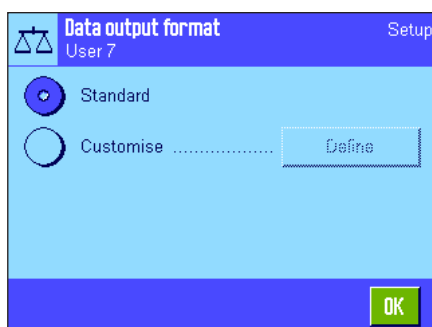 Data output format
Setup
User 7
Standard
Customise ...................
Define
OK